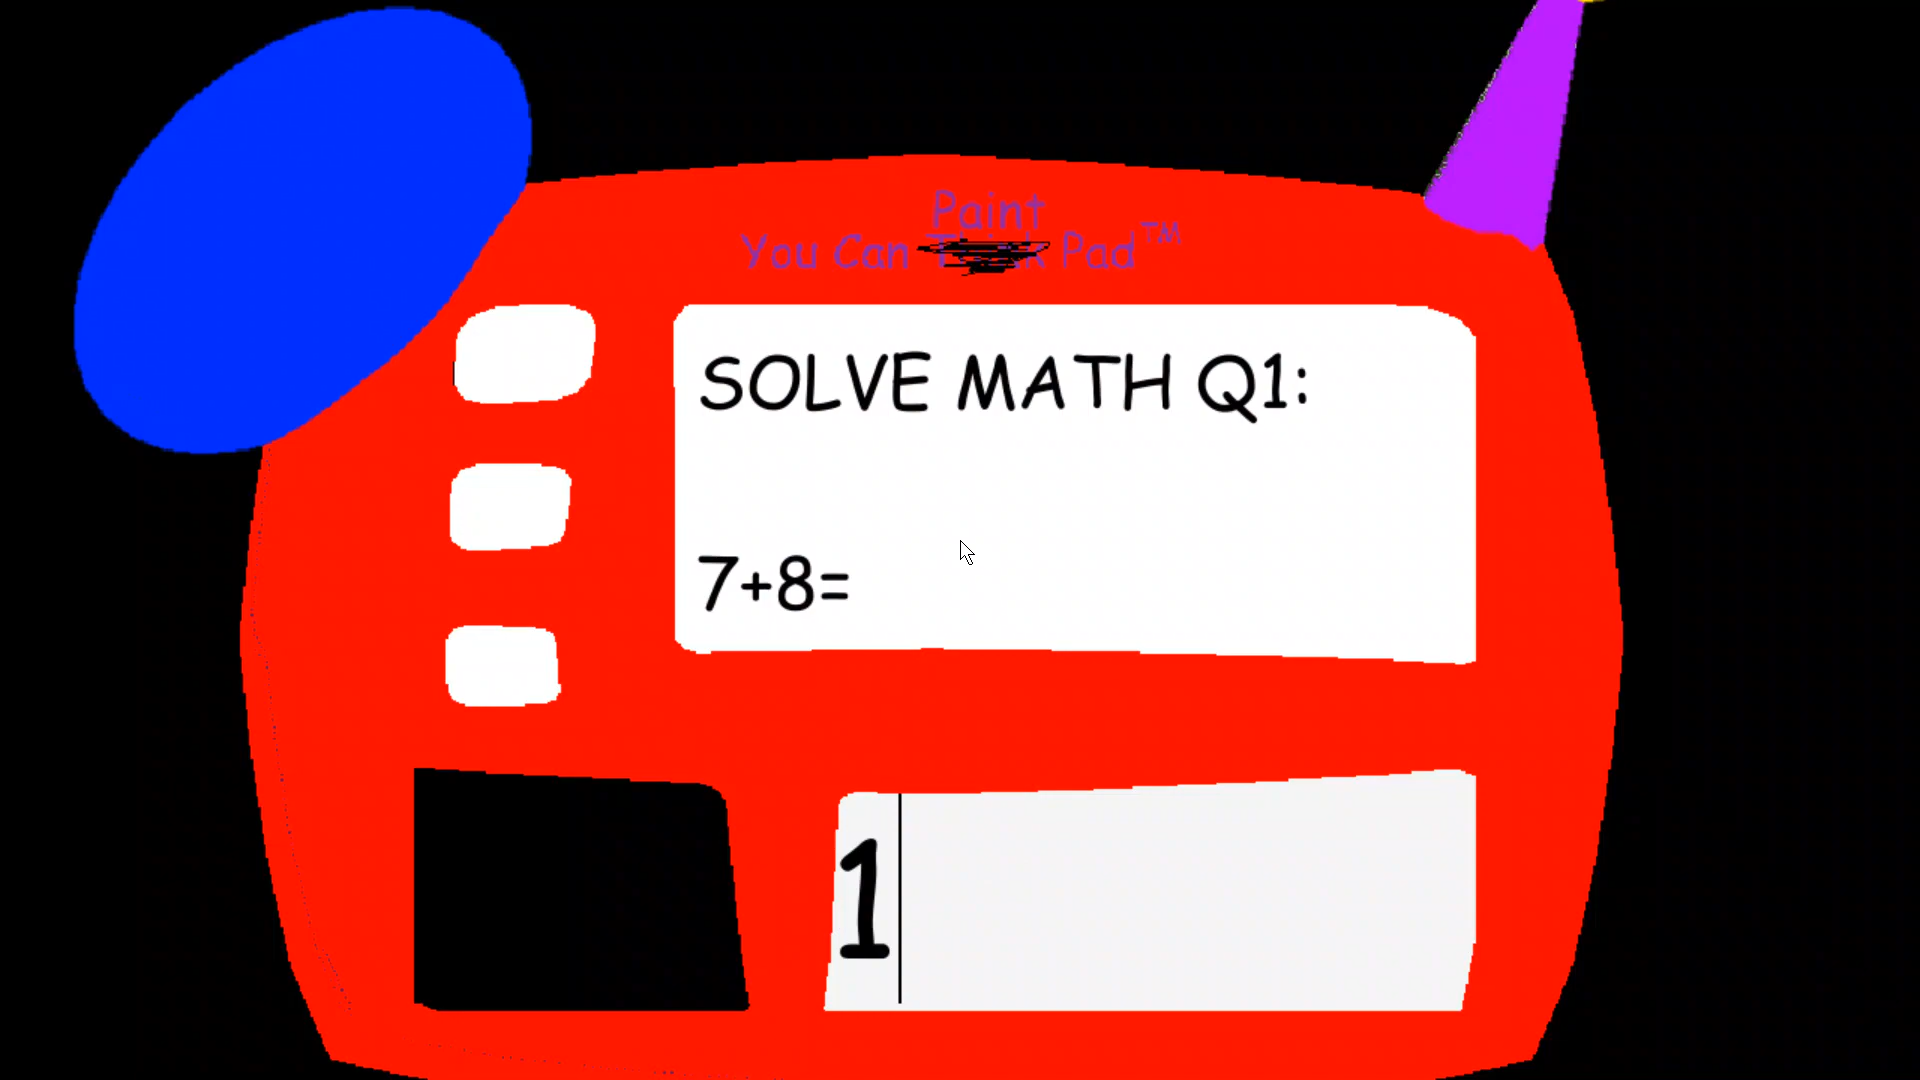 Paint
You Can Pad™
SOLVE MATH Q1:
7+8=
1